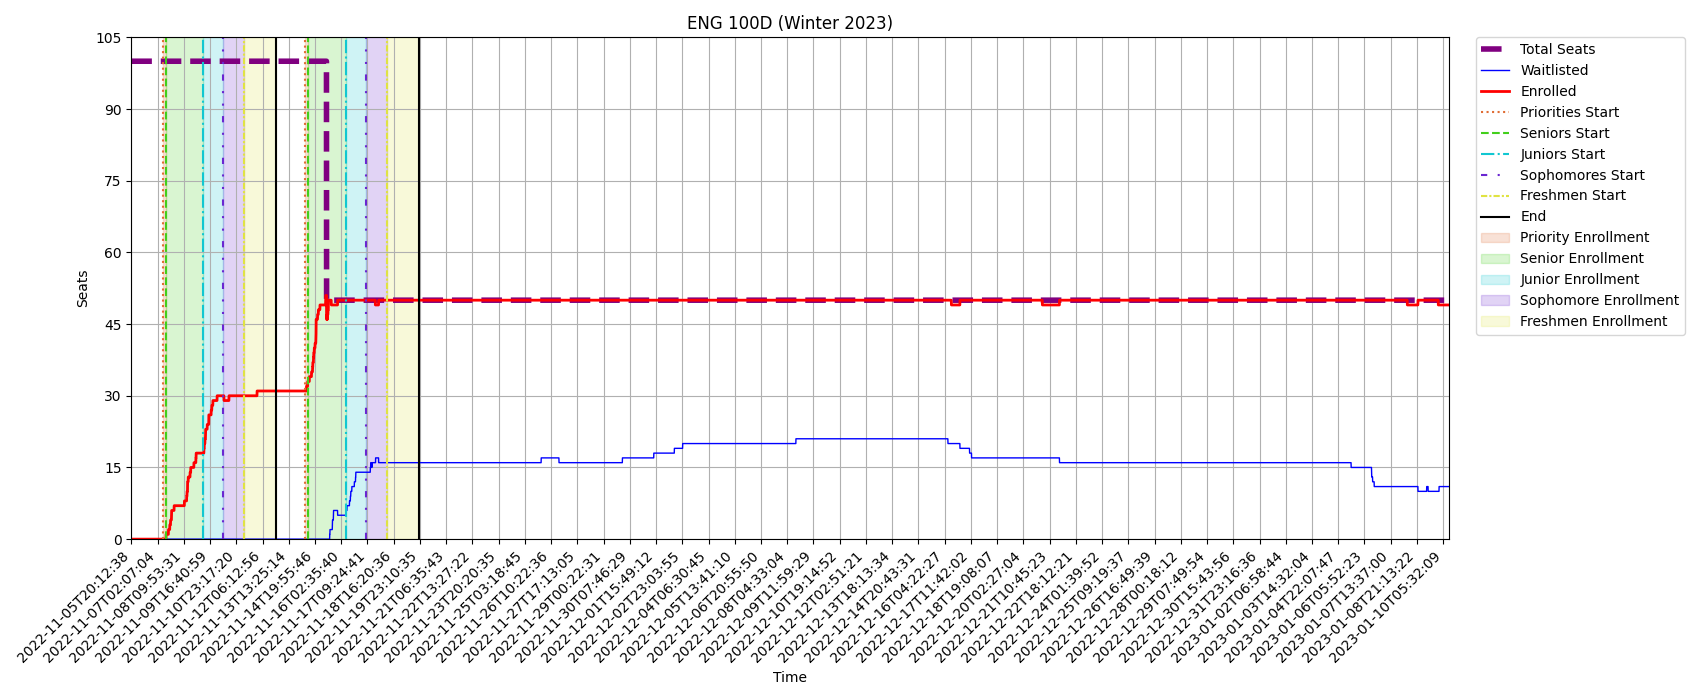 ENG 100D (Winter 2023)
105
90
75
60
45
30
15
0
Seats
2022-11-05T20:12:38
2022-11-07T02:07:04
2022-11-08T09:53:31
2022-11-09T16:40:59
2022-11-10T23:17:20
2022-11-12T06:12:56
2022-11-13T13:25:14
2022-11-14T19:55:46
2022-11-16T02:35:40
2022-11-17T09:24:41
2022-11-18T16:20:36
2022-11-19T23:10:35
2022-11-21T06:35:43
2022-11-22T13:27:22
2022-11-23T20:20:35
2022-11-25T03:18:45
2022-11-26T10:22:36
2022-11-27T17:13:05
2022-11-29T00:22:31
2022-11-30T07:46:29
2022-12-01T15:49:12
2022-12-02T23:03:55
2022-12-04T06:30:45
2022-12-05T13:41:10
2022-12-06T20:55:50
2022-12-08T04:33:04
2022-12-09T11:59:29
2022-12-10T19:14:52
2022-12-12T02:51:21
2022-12-13T18:13:34
2022-12-14T20:43:31
2022-12-16T04:22:27
2022-12-17T11:42:02
2022-12-18T19:08:07
2022-12-20T02:27:04
2022-12-21T10:45:23
2022-12-22T18:12:21
2022-12-24T01:39:52
2022-12-25T09:19:37
2022-12-26T16:49:39
2022-12-28T00:18:12
2022-12-29T07:49:54
2022-12-30T15:43:56
2022-12-31T23:16:36
2023-01-02T06:58:44
2023-01-03T14:32:04
2023-01-04T22:07:47
2023-01-06T05:52:23
2023-01-07T13:37:00
2023-01-08T21:13:22
2023-01-10T05:32:09
Time
Total Seats
Waitlisted
Enrolled
Priorities Start
Seniors Start
Juniors Start
Sophomores Start
Freshmen Start
End
Priority Enrollment
Senior Enrollment
Junior Enrollment
Sophomore Enrollment
Freshmen Enrollment